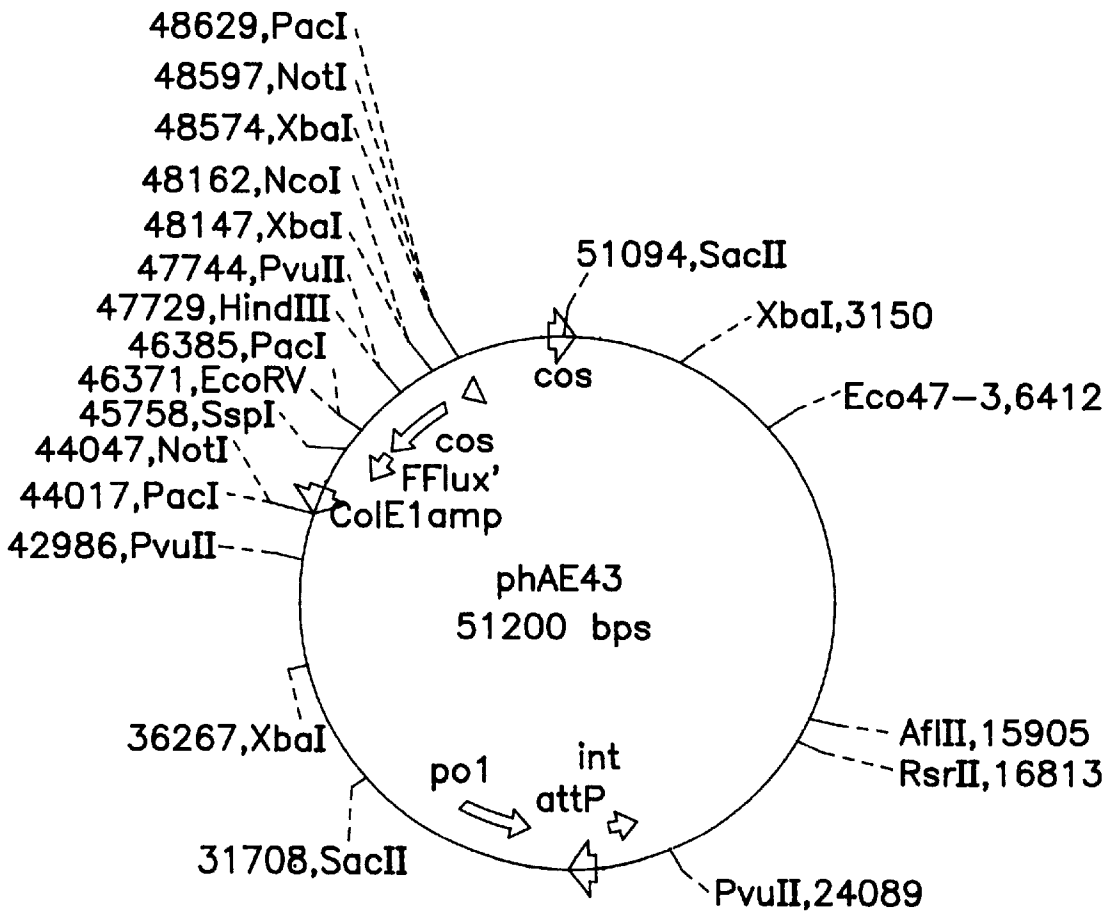 48629,PacI
48597,NotI
48574,XbaI
48162,NcoI
48147,XbaI
47744,PvuII
47729,HindIII
46385,PacI
46371,EcoRV
45758,SspI
44047,NotI
44017,PacI
42986,PvuII
36267,XbaI
31708,SacII
51094,SacII
XbaI,3150
Eco47-3,6412
AflII,15905
RsrII,16813
PvuII,24089
cos
cos
FFlux'
ColE1amp
phAE43
51200 bps
po1
int
attP